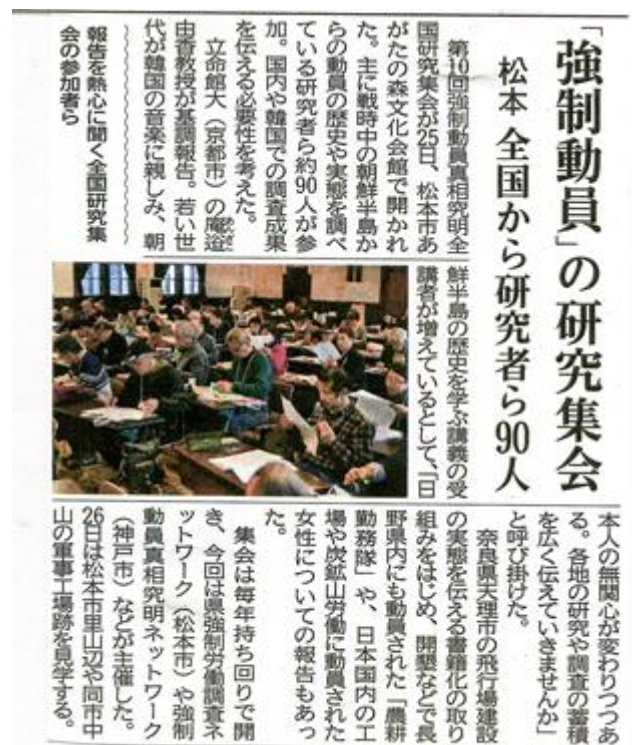 「強制動員」の研究集会
松本 全国から研究者ら90人
第10回強制動員真相究明全
国研究集会が25日、松本市あ
がたの森文化会館で開かれ
た。主に戦時中の朝鮮半島か
らの動員の歴史や実態を調べ
ている研究者ら約90人が参
加。国内や韓国での調査成果
を伝える必要性を考えた。
立命館大(京都市)の庵逧
由香教授が基調報告。若い世
代が韓国の音楽に親しみ、朝
鮮半島の歴史を学ぶ講義の受
講者が増えているとして、「日
本人の無関心が変わりつつあ
る。各地の研究や調査の蓄積
を広く伝えていきませんか」
と呼び掛けた。
奈良県天理市の飛行場建設
の実態を伝える書籍化の取り
組みをはじめ、開墾などで長
野県内にも動員された「農耕
勤務隊」や、日本国内の工
場や炭鉱山労働に動員された
女性についての報告もあっ
た。
集会は毎年持ち回りで開
き、今回は県強制労働調査ネ
ットワーク(松本市)や強制
動員真相究明ネットワーク
(神戸市)などが主催した。
26日は松本市里山辺や同市中
山の軍事工場跡を見学する。
報告を熱心に聞く全国研究集
会の参加者ら